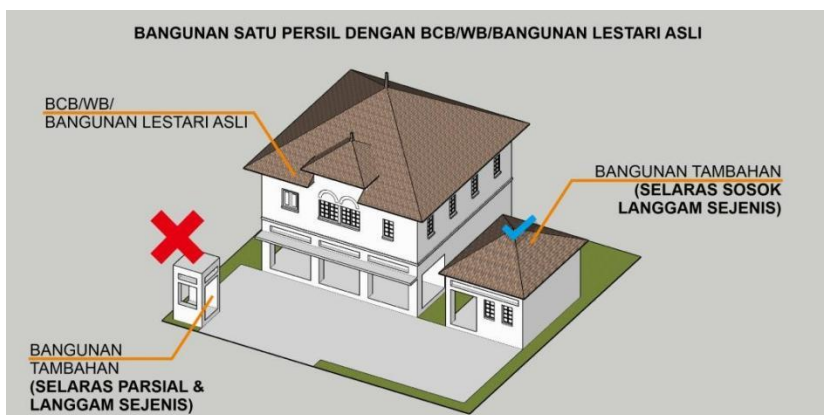 BANGUNAN SATU PERSIL DENGAN BCB/WB/BANGUNAN LESTARI ASLI
BCB/WB/
BANGUNAN LESTARI ASLI
BANGUNAN TAMBAHAN
(SELARAS SOSOK
LANGGAM SEJENIS)
BANGUNAN
TAMBAHAN
(SELARAS PARSIAL &
LANGGAM SEJENIS)